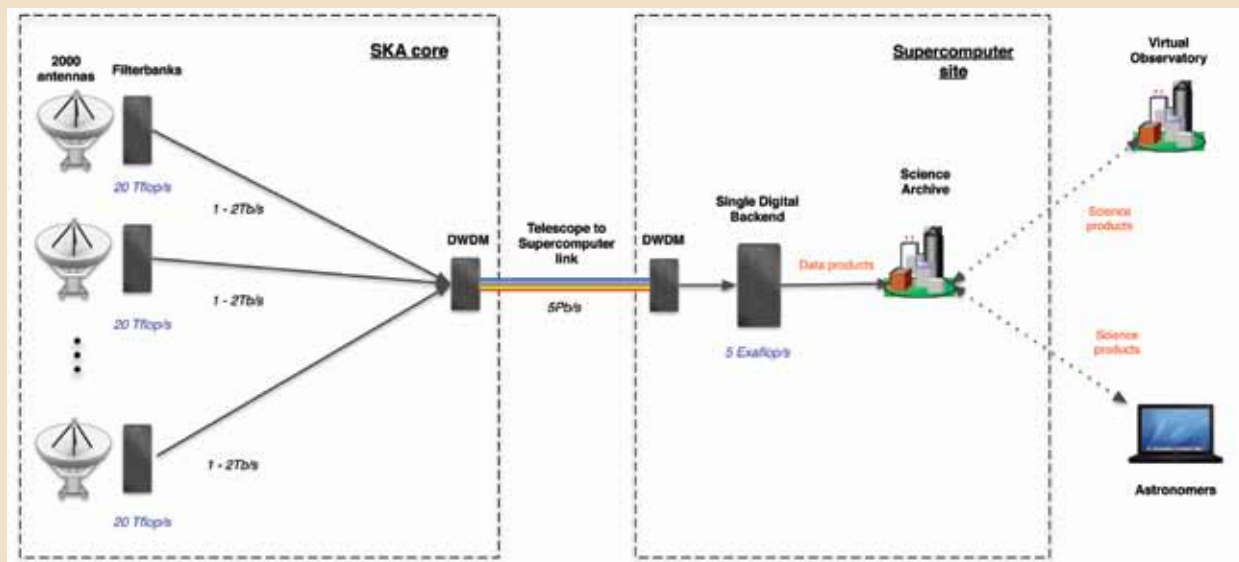 SKA core
2000
antennas
Filterbanks
20 Tflop/s
1 - 2Tb/s
20 Tflop/s
1 - 2Tb/s
20 Tflop/s
1 - 2Tb/s
DWDM
Telescope to
Supercomputer
link
5Pb/s
Supercomputer
site
DWDM
Single Digital
Backend
5 Exaflop/s
Data products
Science
Archive
Virtual
Observatory
Science
products
Science
products
Astronomers